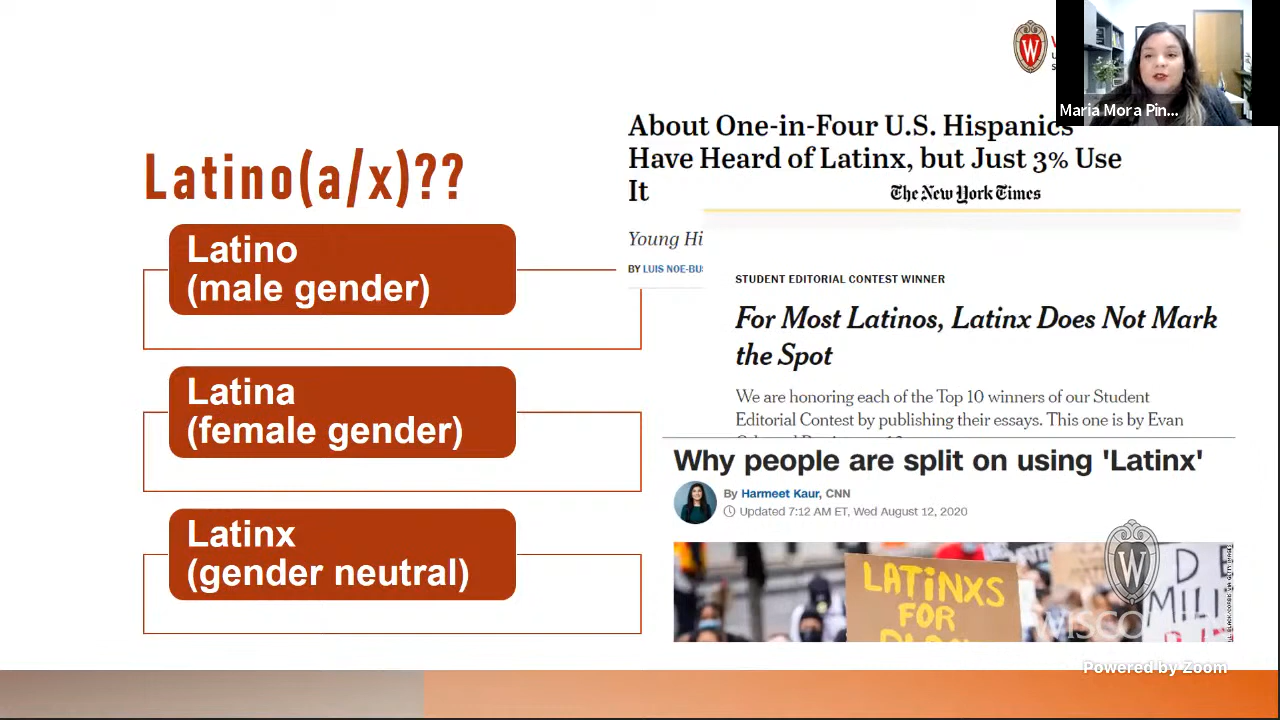 Maria Mora Pin...
Latino(a/x)??
Latino
(male gender)
Latina
(female gender)
Latinx
(gender neutral)
About One-in-Four U.S. Hispanics
Have Heard of Latinx, but Just 3% Use
It
The New York Times
Young Hi
BY LUIS NOE-BU
STUDENT EDITORIAL CONTEST WINNER
For Most Latinos, Latinx Does Not Mark
the Spot
We are honoring each of the Top 10 winners of our Student
Editorial Contest by publishing their essays. This one is by Evan
Why people are split on using 'Latinx'
By Harmeet Kaur, CNN
Updated 7:12 AM ET, Wed August 12, 2020
LATINXS
FOR
W
Powered by Zoom